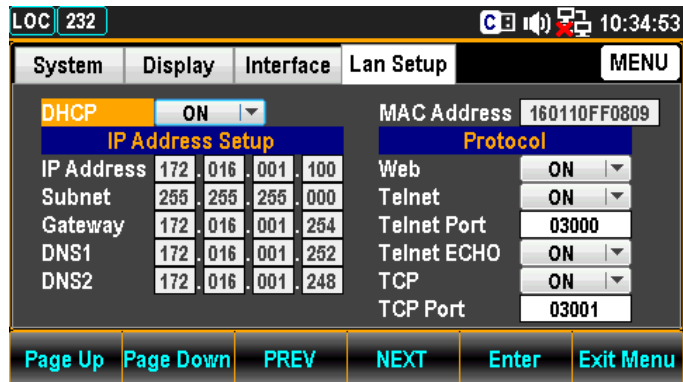 LOC 232 C 10:34:53
System Display Interface Lan Setup MENU
DHCP ON MAC Address 160110FF0809
IP Address Setup Protocol
IP Address 172 . 016 . 001 . 100 Web ON
Subnet 255 . 255 . 255 . 000 Telnet ON
Gateway 172 . 016 . 001 . 254 Telnet Port 03000
DNS1 172 . 016 . 001 . 252 Telnet ECHO ON
DNS2 172 . 016 . 001 . 248 TCP ON
TCP Port 03001
Page Up Page Down PREV NEXT Enter Exit Menu